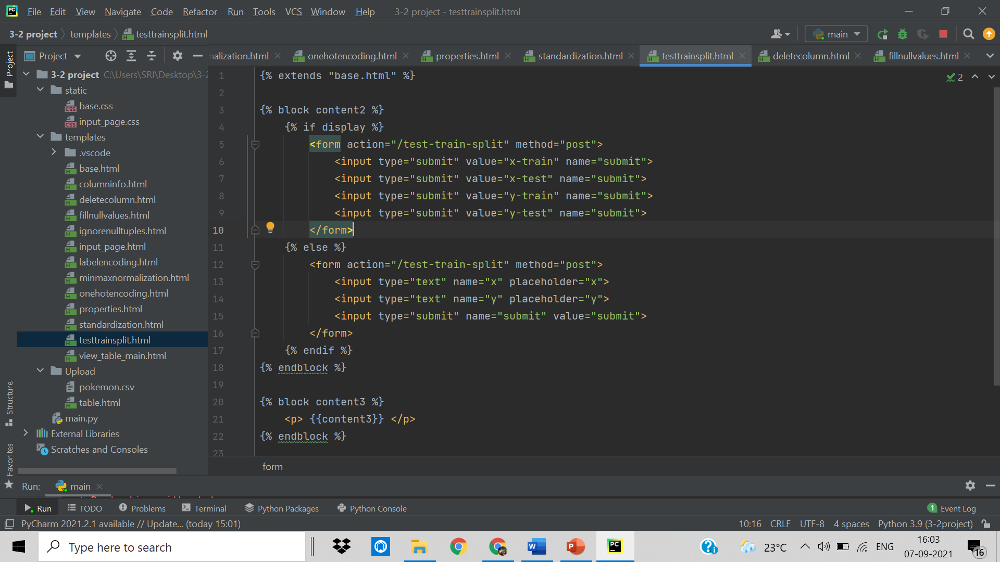 PC File Edit View Navigate Code Refactor Run Tools VCS Window Help 3-2 project - testtrainsplit.html
3-2 project templates testtrainsplit.html main
Project
Project nalization.html onehotencoding.html properties.html standardization.html testtrainsplit.html deletecolumn.html fillnullvalues.html
3-2 project C:\Users\SRI\Desktop\3-2
static
base.css
input_page.css
templates
.vscode
base.html
columninfo.html
deletecolumn.html
fillnullvalues.html
ignorenulltuples.html
input_page.html
labelencoding.html
minmaxnormalization.html
onehotencoding.html
properties.html
standardization.html
testtrainsplit.html
view_table_main.html
Upload
pokemon.csv
table.html
main.py
External Libraries
Scratches and Consoles
Structure
Favorites
2
1 {% extends "base.html" %}
2
3 {% block content2 %}
4 {% if display %}
5 <form action="/test-train-split" method="post">
6 <input type="submit" value="x-train" name="submit">
7 <input type="submit" value="x-test" name="submit">
8 <input type="submit" value="y-train" name="submit">
9 <input type="submit" value="y-test" name="submit">
10 </form>
11 {% else %}
12 <form action="/test-train-split" method="post">
13 <input type="text" name="x" placeholder="x">
14 <input type="text" name="y" placeholder="y">
15 <input type="submit" name="submit" value="submit">
16 </form>
17 {% endif %}
18 {% endblock %}
19
20 {% block content3 %}
21 <p> {{content3}} </p>
22 {% endblock %}
23
form
Run: main
Run TODO Problems Terminal Python Packages Python Console 1 Event Log
PyCharm 2021.2.1 available // Update... (today 15:01) 10:16 CRLF UTF-8 4 spaces Python 3.9 (3-2project)
Type here to search W P PC 23°C ENG 16:03
07-09-2021 16